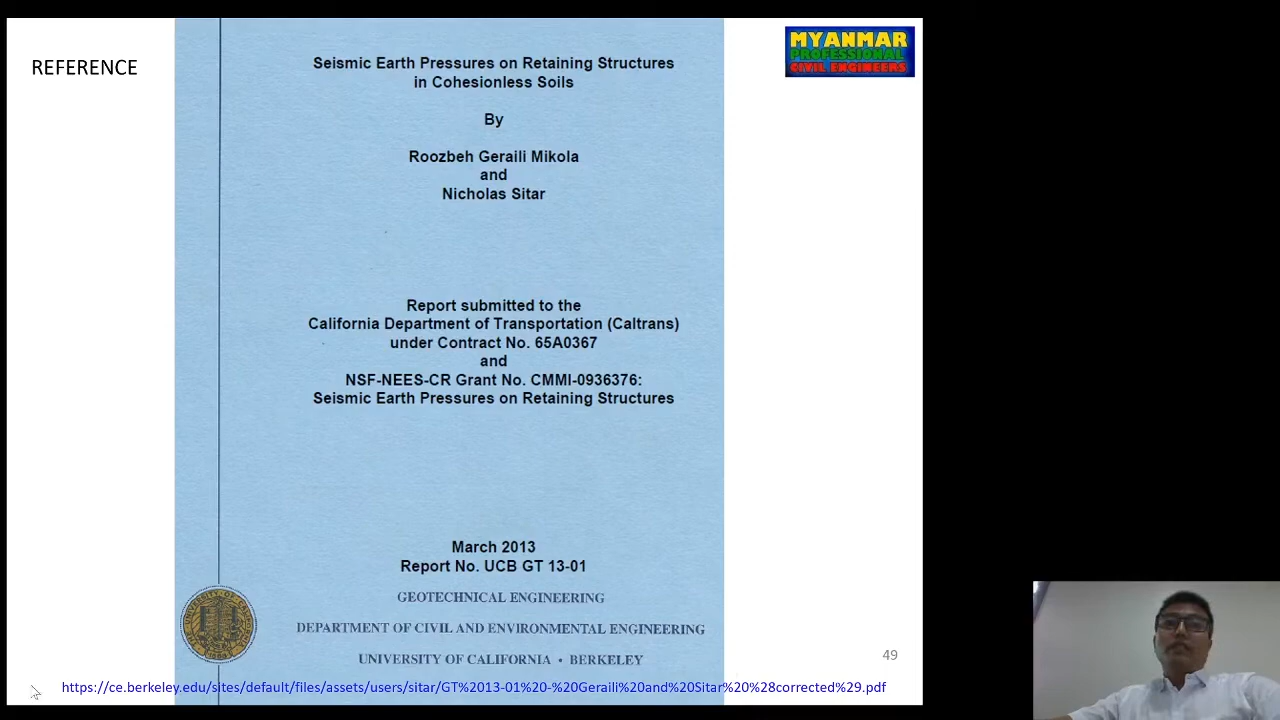 REFERENCE
MYANMAR
PROFESSIONAL
CIVIL ENGINEERS
Seismic Earth Pressures on Retaining Structures
in Cohesionless Soils
By
Roozbeh Geraili Mikola
and
Nicholas Sitar
Report submitted to the
California Department of Transportation (Caltrans)
under Contract No. 65A0367
and
NSF-NEES-CR Grant No. CMMI-0936376:
Seismic Earth Pressures on Retaining Structures
March 2013
Report No. UCB GT 13-01
GEOTECHNICAL ENGINEERING
DEPARTMENT OF CIVIL AND ENVIRONMENTAL ENGINEERING
UNIVERSITY OF CALIFORNIA • BERKELEY
49
https://ce.berkeley.edu/sites/default/files/assets/users/sitar/GT%2013-01%20-%20Geraili%20and%20Sitar%20%28corrected%29.pdf